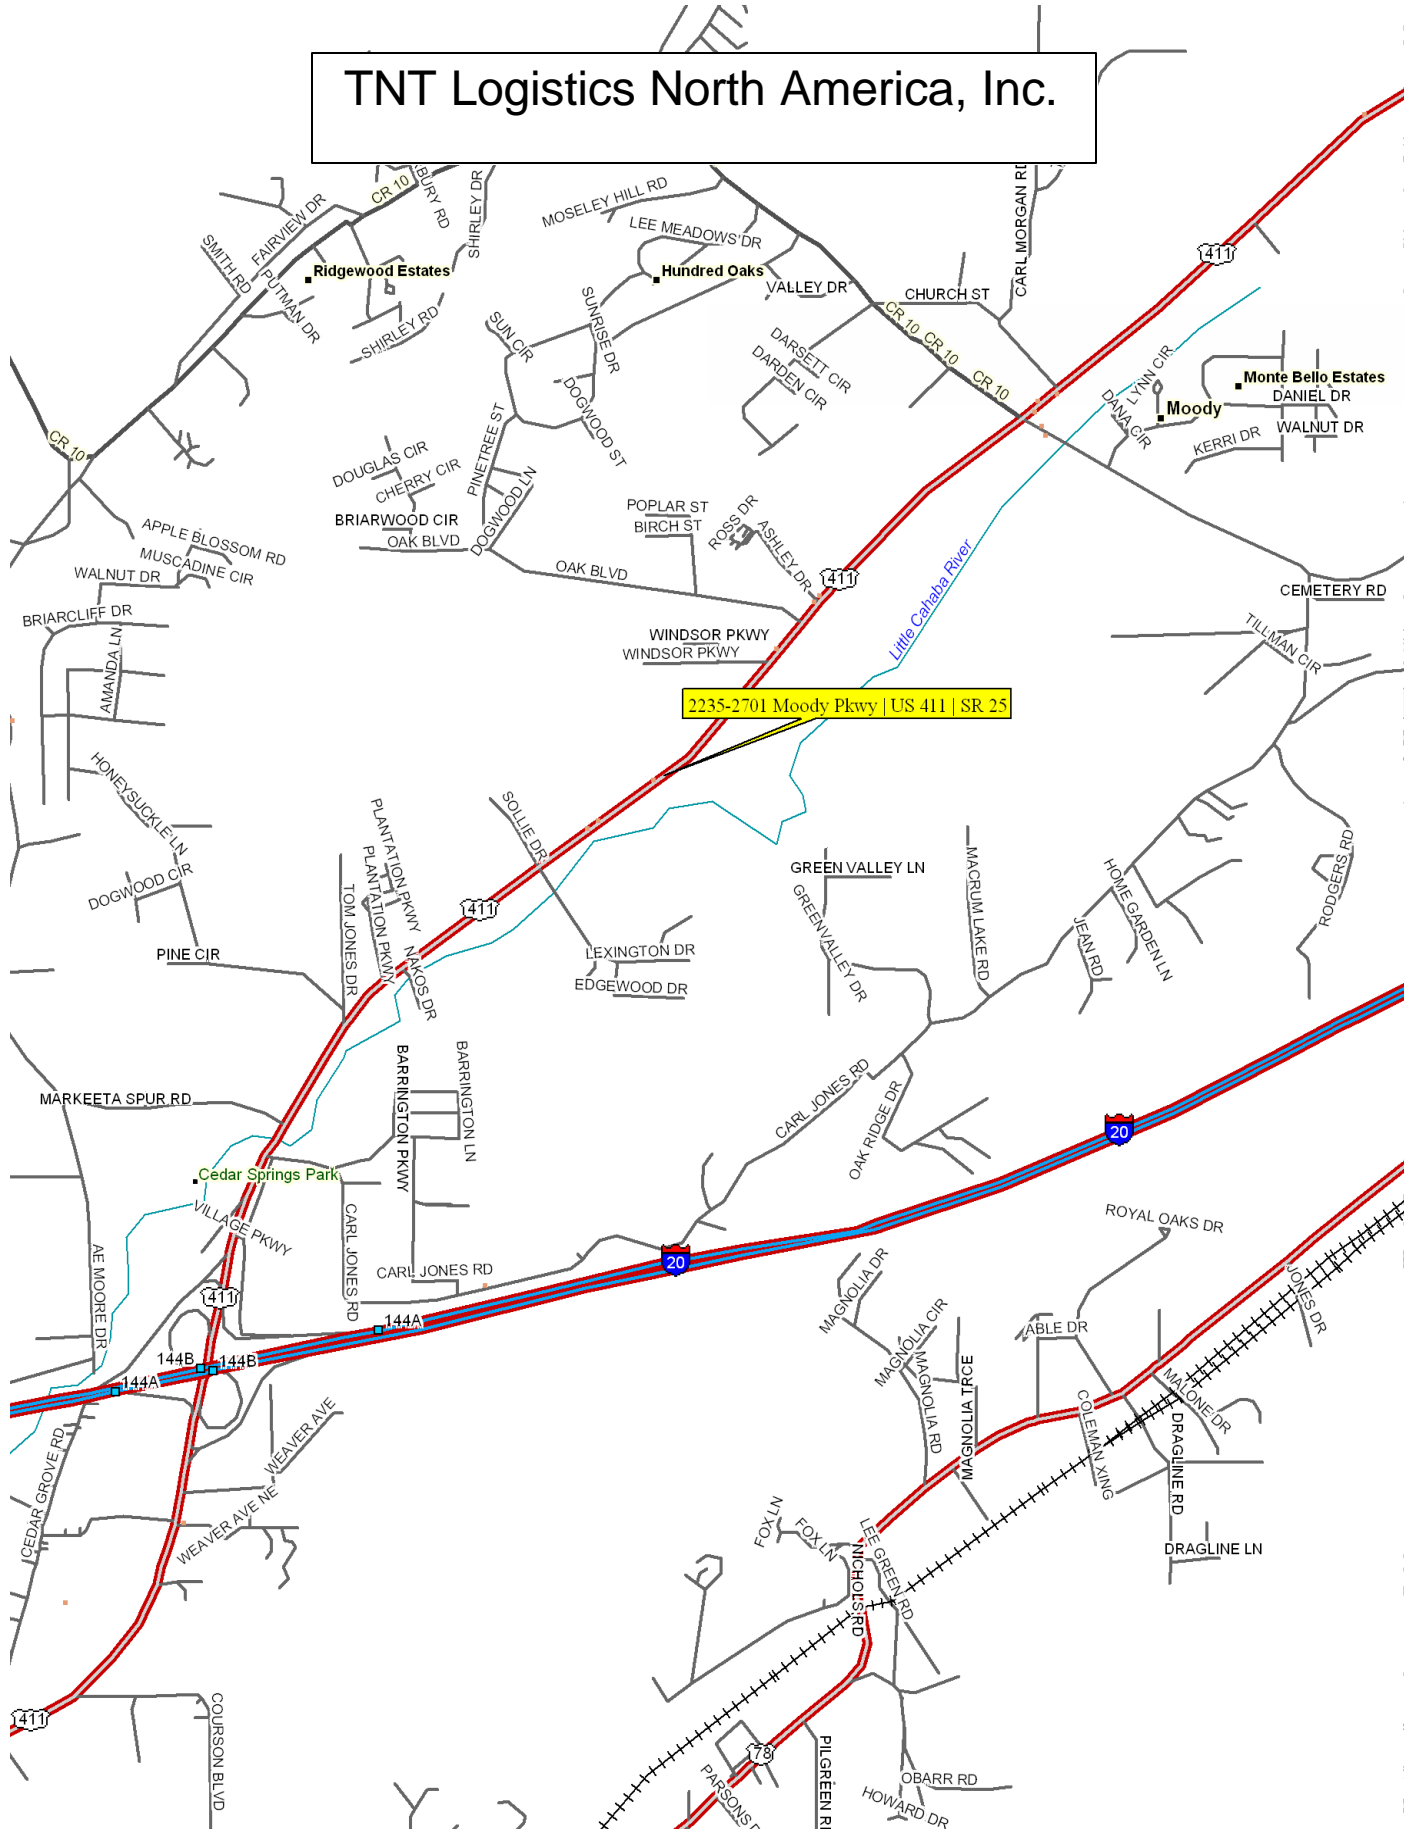 TNT Logistics North America, Inc.
CR 10
SHIRLEY DR
MOSELEY HILL RD
CARL MORGAN RD
FAIRVIEW DR
LEE MEADOWS DR
SMITH RD
411
Ridgewood Estates
Hundred Oaks
PUTMAN DR
VALLEY DR
CHURCH ST
SUNRISE DR
SHIRLEY RD
SUN CIR
CR 10
CR 10
DARSETT CIR
DARDEN CIR
CR 10
LYNN CIR
Monte Bello Estates
DANIEL DR
DANA CIR
Moody
DOGWOOD ST
WALNUT DR
KERRI DR
CR 10
PINETREE ST
DOUGLAS CIR
CHERRY CIR
DOGWOOD LN
POPLAR ST
ROSS DR
BRIARWOOD CIR
BIRCH ST
ASHLEY DR
OAK BLVD
APPLE BLOSSOM RD
MUSCADINE CIR
OAK BLVD
411
WALNUT DR
CEMETERY RD
Little Cahaba River
BRIARCLIFF DR
WINDSOR PKWY
TILLMAN CIR
WINDSOR PKWY
AMANDA LN
2235-2701 Moody Pkwy | US 411 | SR 25
HONEYSUCKLE LN
PLANTATION PKWY
SOLLIE DR
PLANTATION PKWY
GREEN VALLEY LN
MACRUM LAKE RD
HOME GARDEN LN
RODGERS RD
DOGWOOD CIR
TOM JONES DR
411
GREENVALLEY DR
JEAN RD
PINE CIR
NAKOS DR
LEXINGTON DR
EDGEWOOD DR
BARRINGTON PKWY
BARRINGTON LN
MARKEETA SPUR RD
CARL JONES RD
OAK RIDGE DR
20
Cedar Springs Park
VILLAGE PKWY
CARL JONES RD
ROYAL OAKS DR
AE MOORE DR
CARL JONES RD
20
MAGNOLIA DR
JONES DR
411
144A
MAGNOLIA CIR
ABLE DR
144B
144B
MAGNOLIA RD
MAGNOLIA TRCE
144A
MALONE DR
COLEMAN XING
WEAVER AVE
DRAGLINE RD
CEDAR GROVE RD
WEAVER AVE NE
FOX LN
FOX LN
LEE GREEN RD
NICHOLS RD
DRAGLINE LN
411
COURSON BLVD
78
PILGREEN
PARSONS
OBARR RD
HOWARD DR